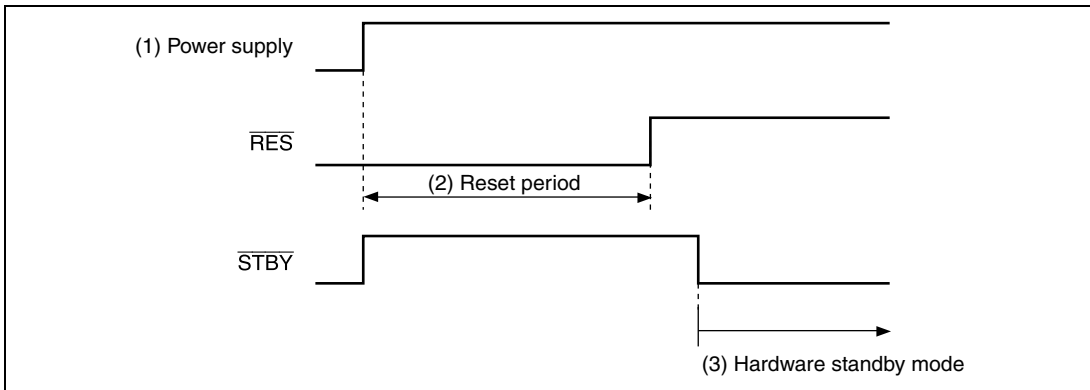 (1) Power supply
RES
(2) Reset period
STBY
(3) Hardware standby mode